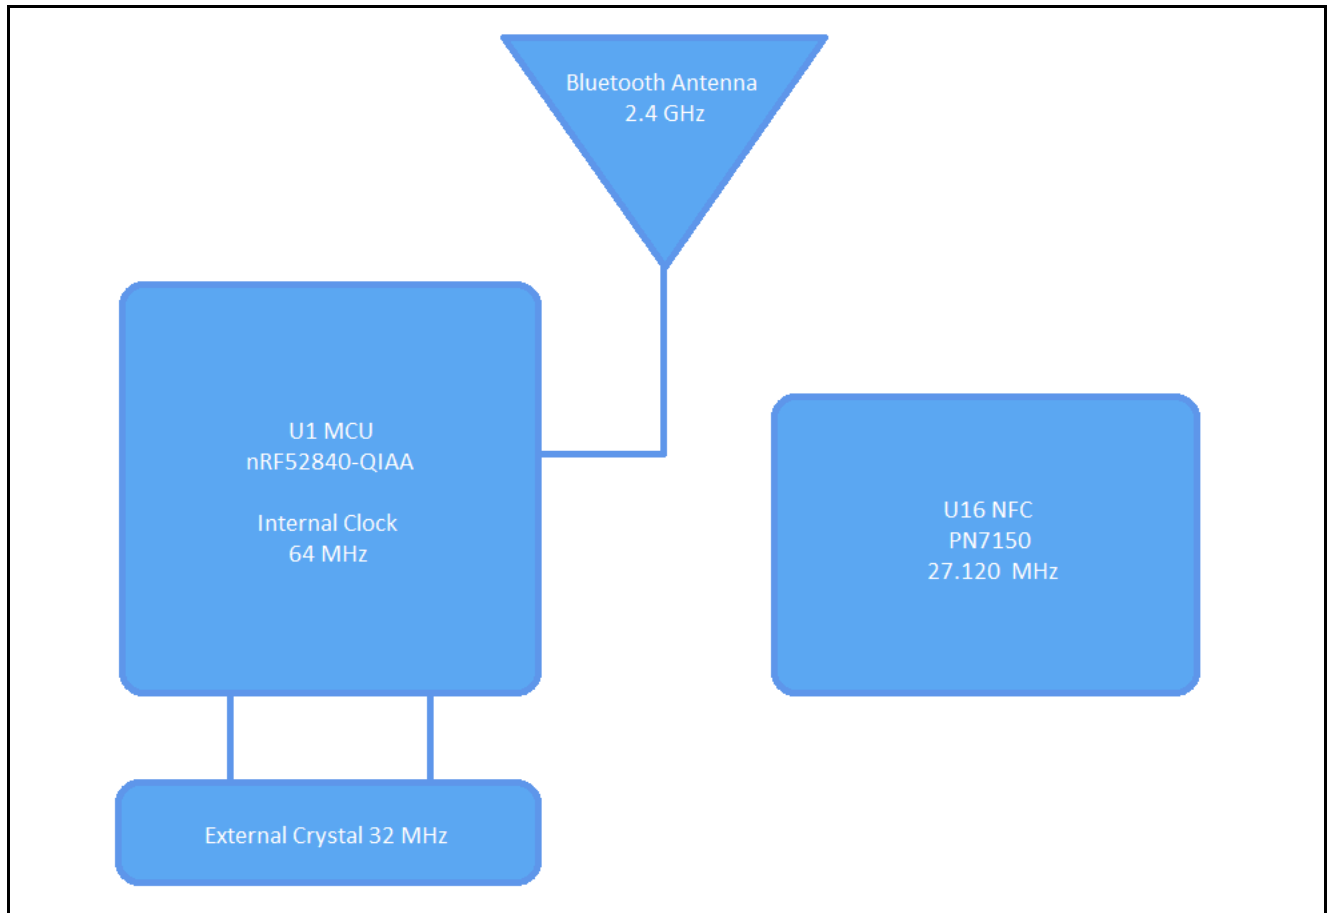 Bluetooth Antenna
2.4 GHz
U1 MCU
nRF52840-QIAA
Internal Clock
64 MHz
U16 NFC
PN7150
27.120 MHz
External Crystal 32 MHz